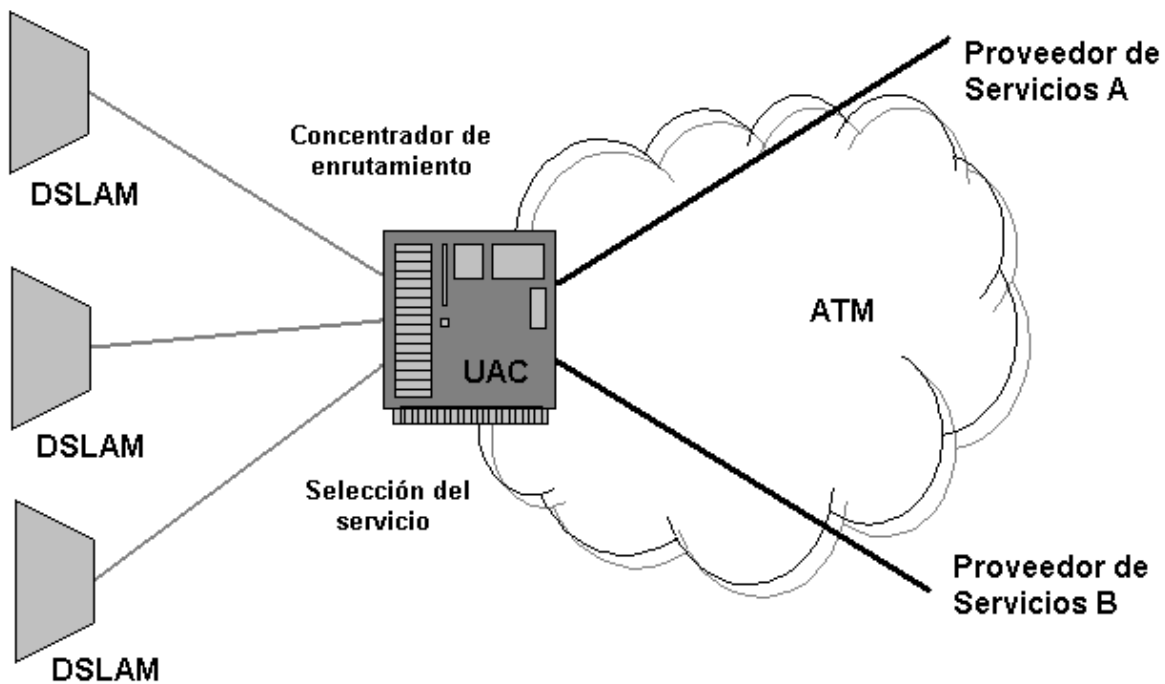 Proveedor de
Servicios A
Concentrador de
enrutamiento
DSLAM
ATM
UAC
DSLAM
Selección del
servicio
Proveedor de
Servicios B
DSLAM